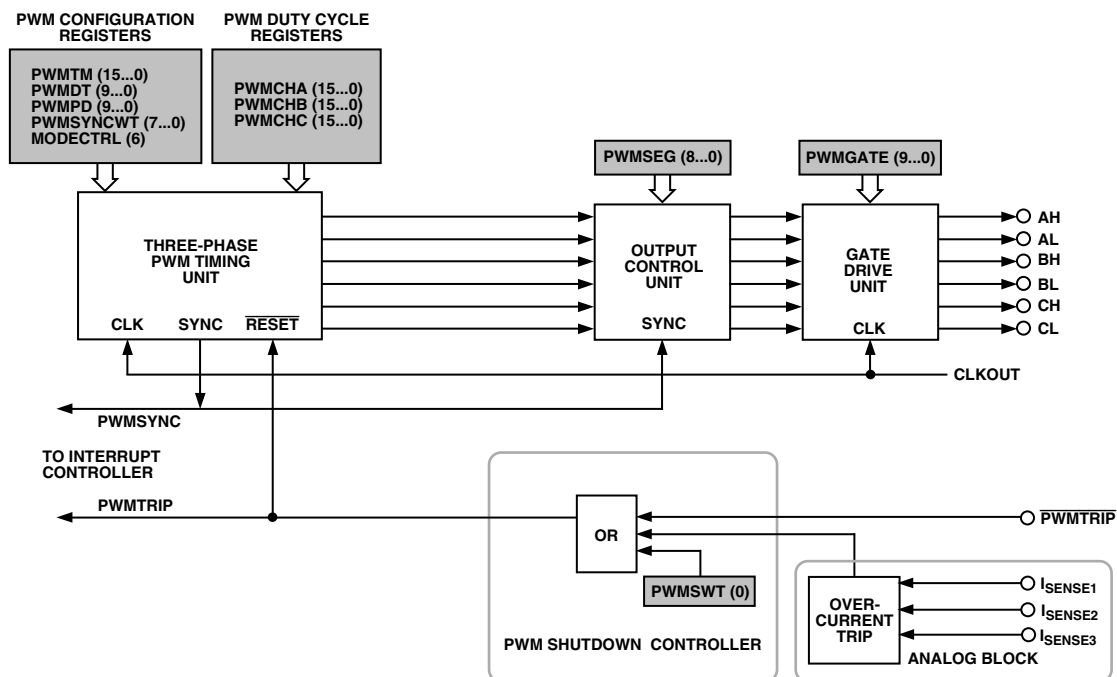 PWM CONFIGURATION
REGISTERS
PWM DUTY CYCLE
REGISTERS
PWMTM (15...0)
PWMDT (9...0)
PWMPD (9...0)
PWMSYNCWT (7...0)
MODECTRL (6)
PWMCHA (15...0)
PWMCHB (15...0)
PWMCHC (15...0)
PWMSEG (8...0)
PWMGATE (9...0)
THREE-PHASE
PWM TIMING
UNIT
CLK SYNC RESET
OUTPUT
CONTROL
UNIT
SYNC
GATE
DRIVE
UNIT
CLK
AH
AL
BH
BL
CH
CL
CLKOUT
PWMSYNC
TO INTERRUPT
CONTROLLER
PWMTRIP
OR
PWMTRIP
PWMSWT (0)
PWM SHUTDOWN CONTROLLER
OVER-
CURRENT
TRIP
ISENSE1
ISENSE2
ISENSE3
ANALOG BLOCK